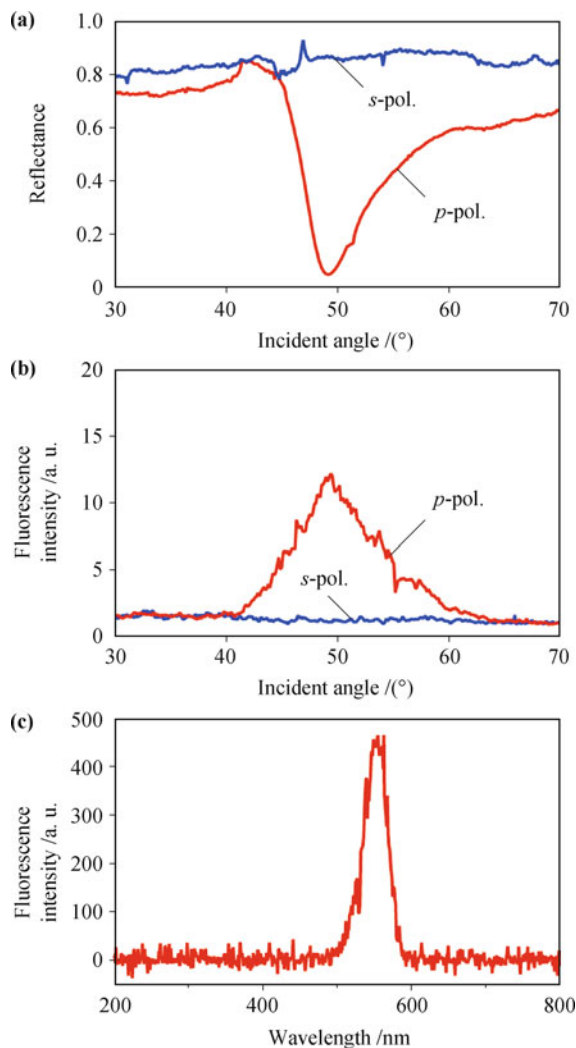 (a)
1.0
0.8
0.6
0.4
0.2
0
Reflectance
s-pol.
p-pol.
30 40 50 60 70
Incident angle /(°)
(b)
20
15
10
5
0
Fluorescence
intensity /a. u.
p-pol.
s-pol.
30 40 50 60 70
Incident angle /(°)
(c)
500
400
300
200
100
0
Fluorescence
intensity /a. u.
200 400 600 800
Wavelength /nm